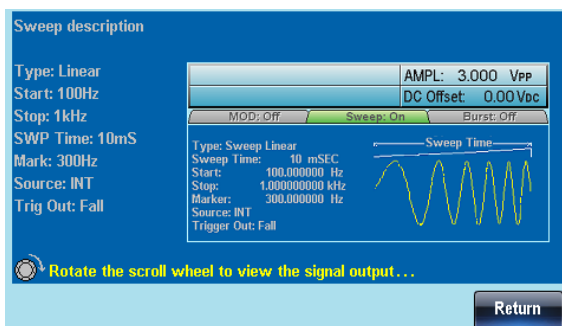 Sweep description
Type: Linear
Start: 100Hz
Stop: 1kHz
SWP Time: 10mS
Mark: 300Hz
Source: INT
Trig Out: Fall
AMPL: 3.000 VPP
DC Offset: 0.00 VDC
MOD: Off
Sweep: On
Burst: Off
Type: Sweep Linear
Sweep Time: 10 mSEC
Start: 100.000000 Hz
Stop: 1.000000000 kHz
Marker: 300.000000 Hz
Source: INT
Trigger Out: Fall
Sweep Time
Rotate the scroll wheel to view the signal output...
Return